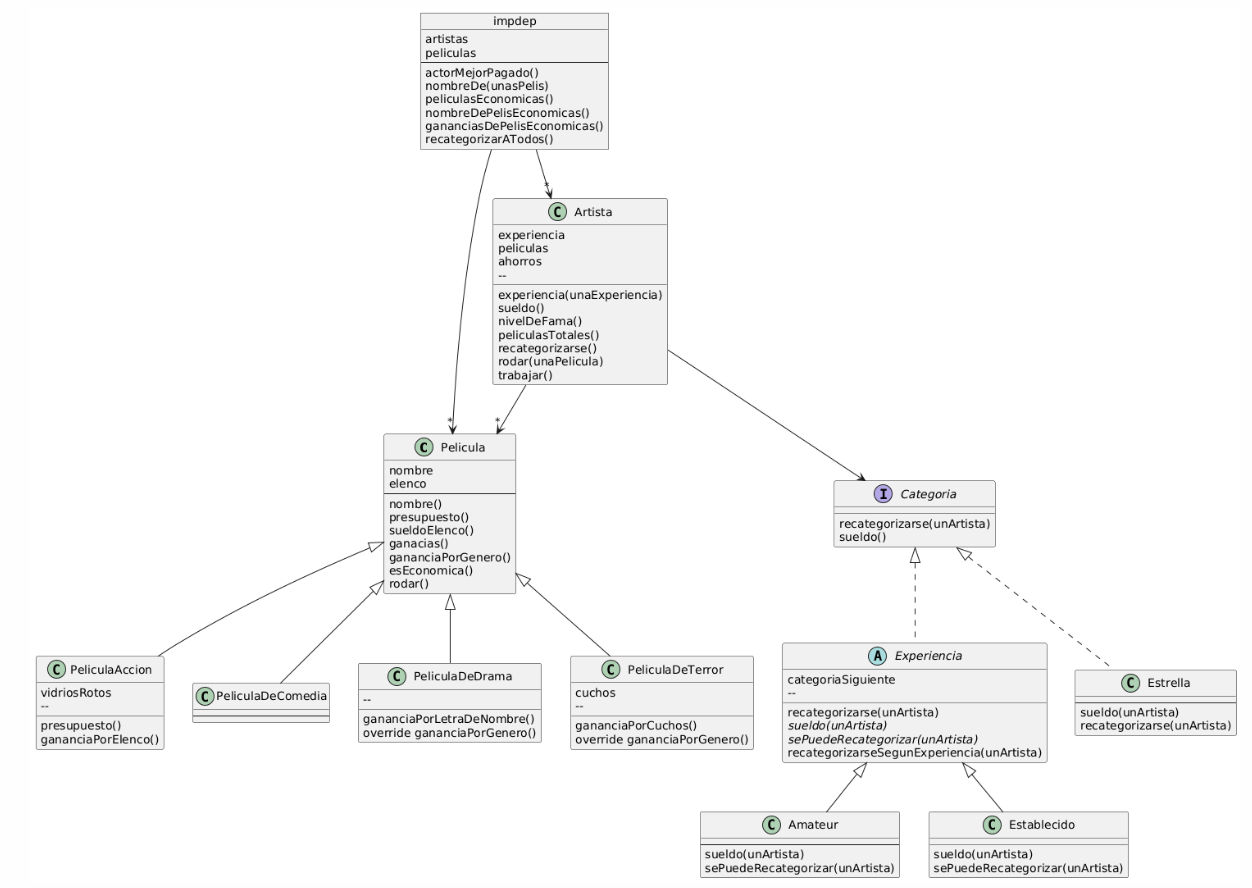 impdep
artistas
peliculas
actorMejorPagado()
nombreDe(unasPelis)
peliculasEconomicas()
nombreDePelisEconomicas()
gananciasDePelisEconomicas()
recategorizarATodos()
*
C Artista
experiencia
peliculas
ahorros
--
experiencia(unaExperiencia)
sueldo()
nivelDeFama()
peliculasTotales()
recategorizarse()
rodar(unaPelicula)
trabajar()
* *
C Pelicula
nombre
elenco
nombre()
presupuesto()
sueldoElenco()
ganacias()
gananciaPorGenero()
esEconomica()
rodar()
I Categoria
recategorizarse(unArtista)
sueldo()
C PeliculaAccion
vidriosRotos
--
presupuesto()
gananciaPorElenco()
C PeliculaDeComedia
C PeliculaDeDrama
--
gananciaPorLetraDeNombre()
override gananciaPorGenero()
C PeliculaDeTerror
cuchos
--
gananciaPorCuchos()
override gananciaPorGenero()
A Experiencia
categoriaSiguiente
--
recategorizarse(unArtista)
sueldo(unArtista)
sePuedeRecategorizar(unArtista)
recategorizarseSegunExperiencia(unArtista)
C Estrella
sueldo(unArtista)
recategorizarse(unArtista)
C Amateur
sueldo(unArtista)
sePuedeRecategorizar(unArtista)
C Establecido
sueldo(unArtista)
sePuedeRecategorizar(unArtista)